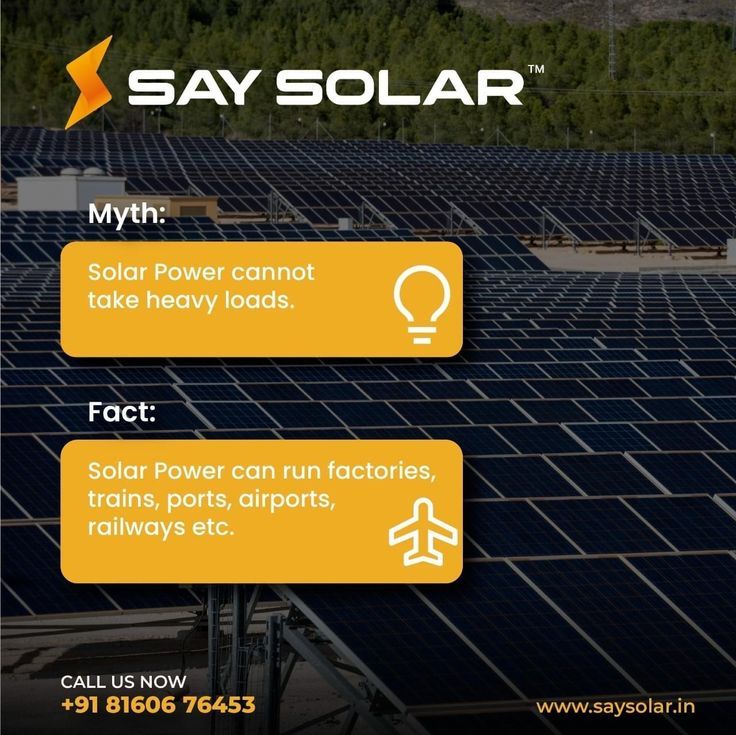 SAY SOLAR™
Myth:
Solar Power cannot
take heavy loads.
Fact:
Solar Power can run factories,
trains, ports, airports,
railways etc.
CALL US NOW
+91 81606 76453
www.saysolar.in